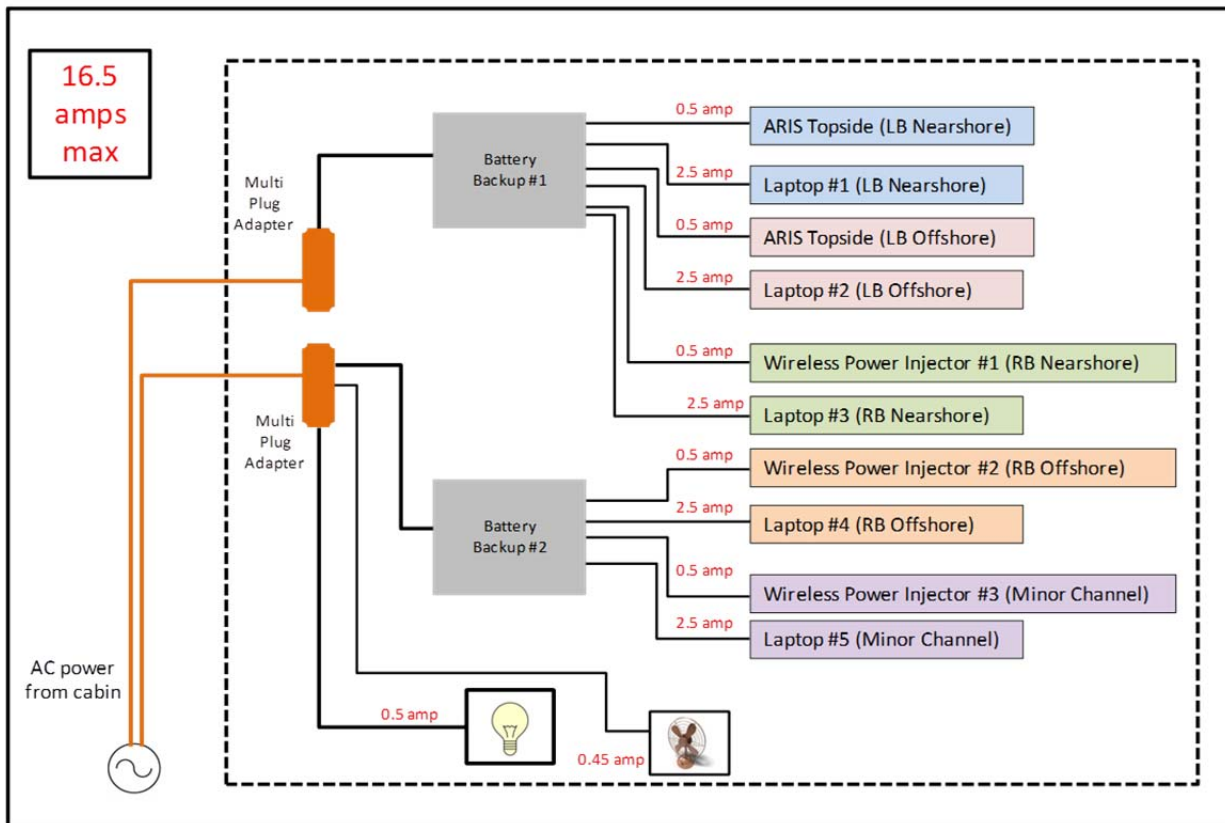 16.5
amps
max
Multi
Plug
Adapter
Battery
Backup #1
0.5 amp
ARIS Topside (LB Nearshore)
2.5 amp
Laptop #1 (LB Nearshore)
0.5 amp
ARIS Topside (LB Offshore)
2.5 amp
Laptop #2 (LB Offshore)
0.5 amp
Wireless Power Injector #1 (RB Nearshore)
2.5 amp
Laptop #3 (RB Nearshore)
Multi
Plug
Adapter
Battery
Backup #2
0.5 amp
Wireless Power Injector #2 (RB Offshore)
2.5 amp
Laptop #4 (RB Offshore)
0.5 amp
Wireless Power Injector #3 (Minor Channel)
2.5 amp
Laptop #5 (Minor Channel)
AC power
from cabin
0.5 amp
0.45 amp